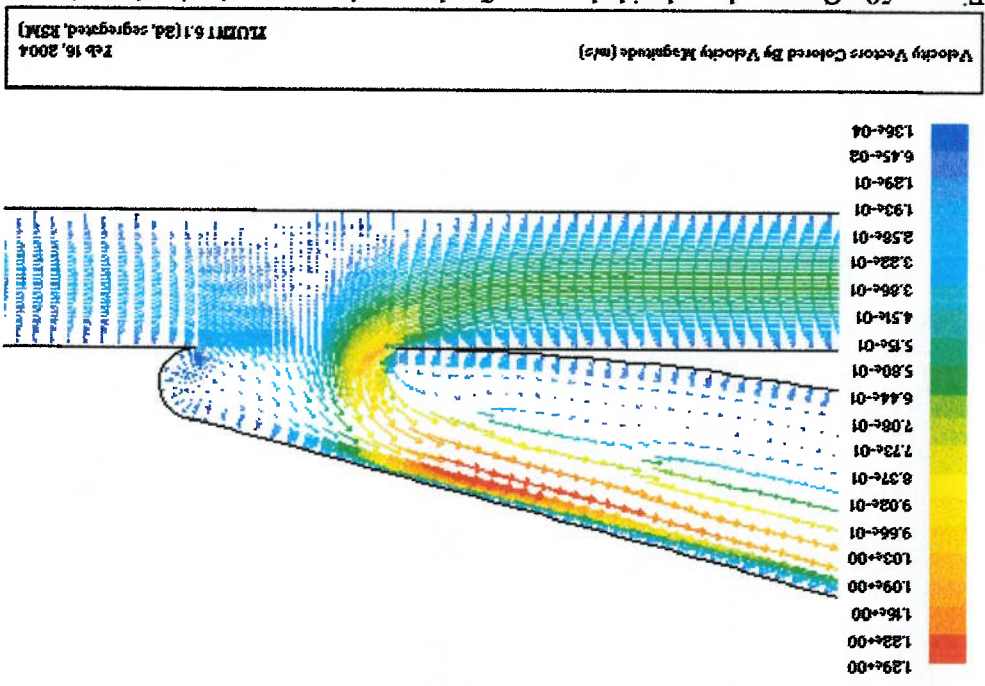 1.29e+00
1.22e+00
1.16e+00
1.09e+00
1.03e+00
9.66e-01
9.02e-01
8.37e-01
7.73e-01
7.08e-01
6.44e-01
5.80e-01
5.15e-01
4.51e-01
3.86e-01
3.22e-01
2.58e-01
1.93e-01
1.29e-01
6.45e-02
1.36e-04
Velocity Vectors Colored By Velocity Magnitude (m/s)
Feb 16, 2004
FLUENT 6.1 (2d, segregated, RSM)